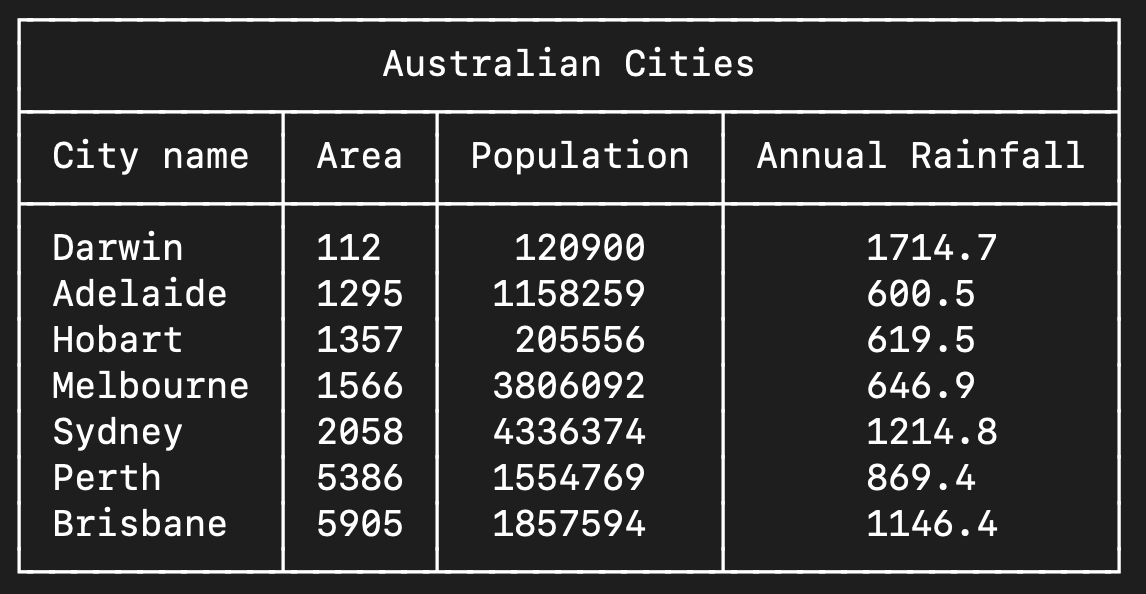 Australian Cities
City name Area Population Annual Rainfall
Darwin 112 120900 1714.7
Adelaide 1295 1158259 600.5
Hobart 1357 205556 619.5
Melbourne 1566 3806092 646.9
Sydney 2058 4336374 1214.8
Perth 5386 1554769 869.4
Brisbane 5905 1857594 1146.4